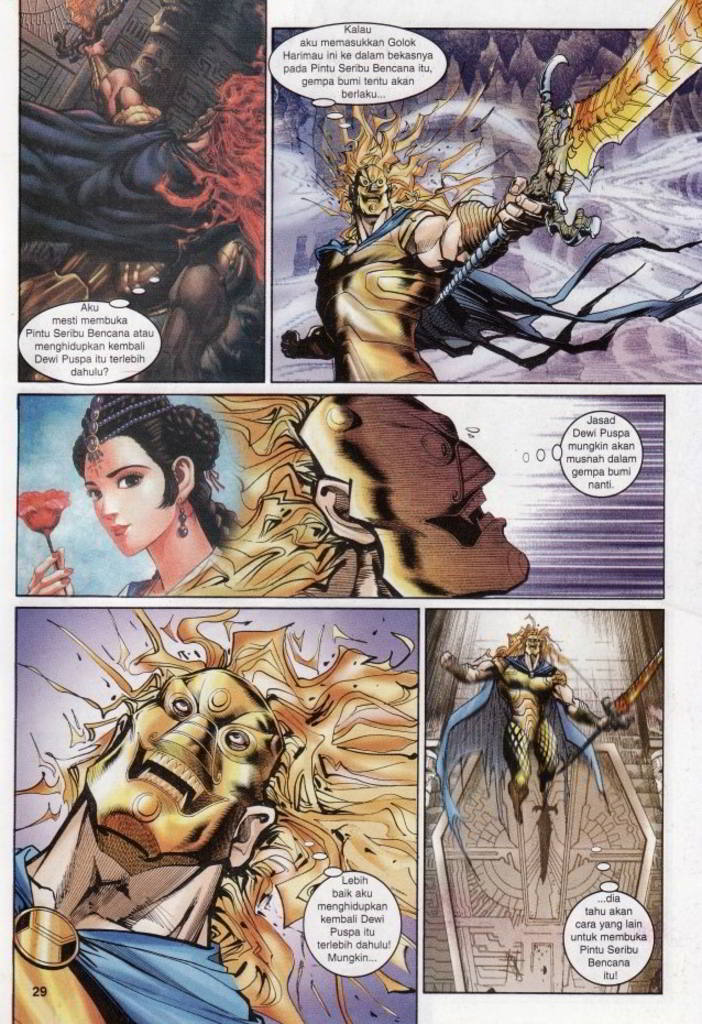 Aku
mesti membuka
Pintu Seribu Bencana atau
menghidupkan kembali
Dewi Puspa itu terlebih
dahulu?
Kalau
aku memasukkan Golok
Harimau ini ke dalam bekasnya
pada Pintu Seribu Bencana itu,
gempa bumi tentu akan
berlaku...
Jasad
Dewi Puspa
mungkin akan
musnah dalam
gempa bumi
nanti.
Lebih
baik aku
menghidupkan
kembali Dewi
Puspa itu
terlebih dahulu!
Mungkin...
...dia
tahu akan
cara yang lain
untuk membuka
Pintu Seribu
Bencana
itu!
29